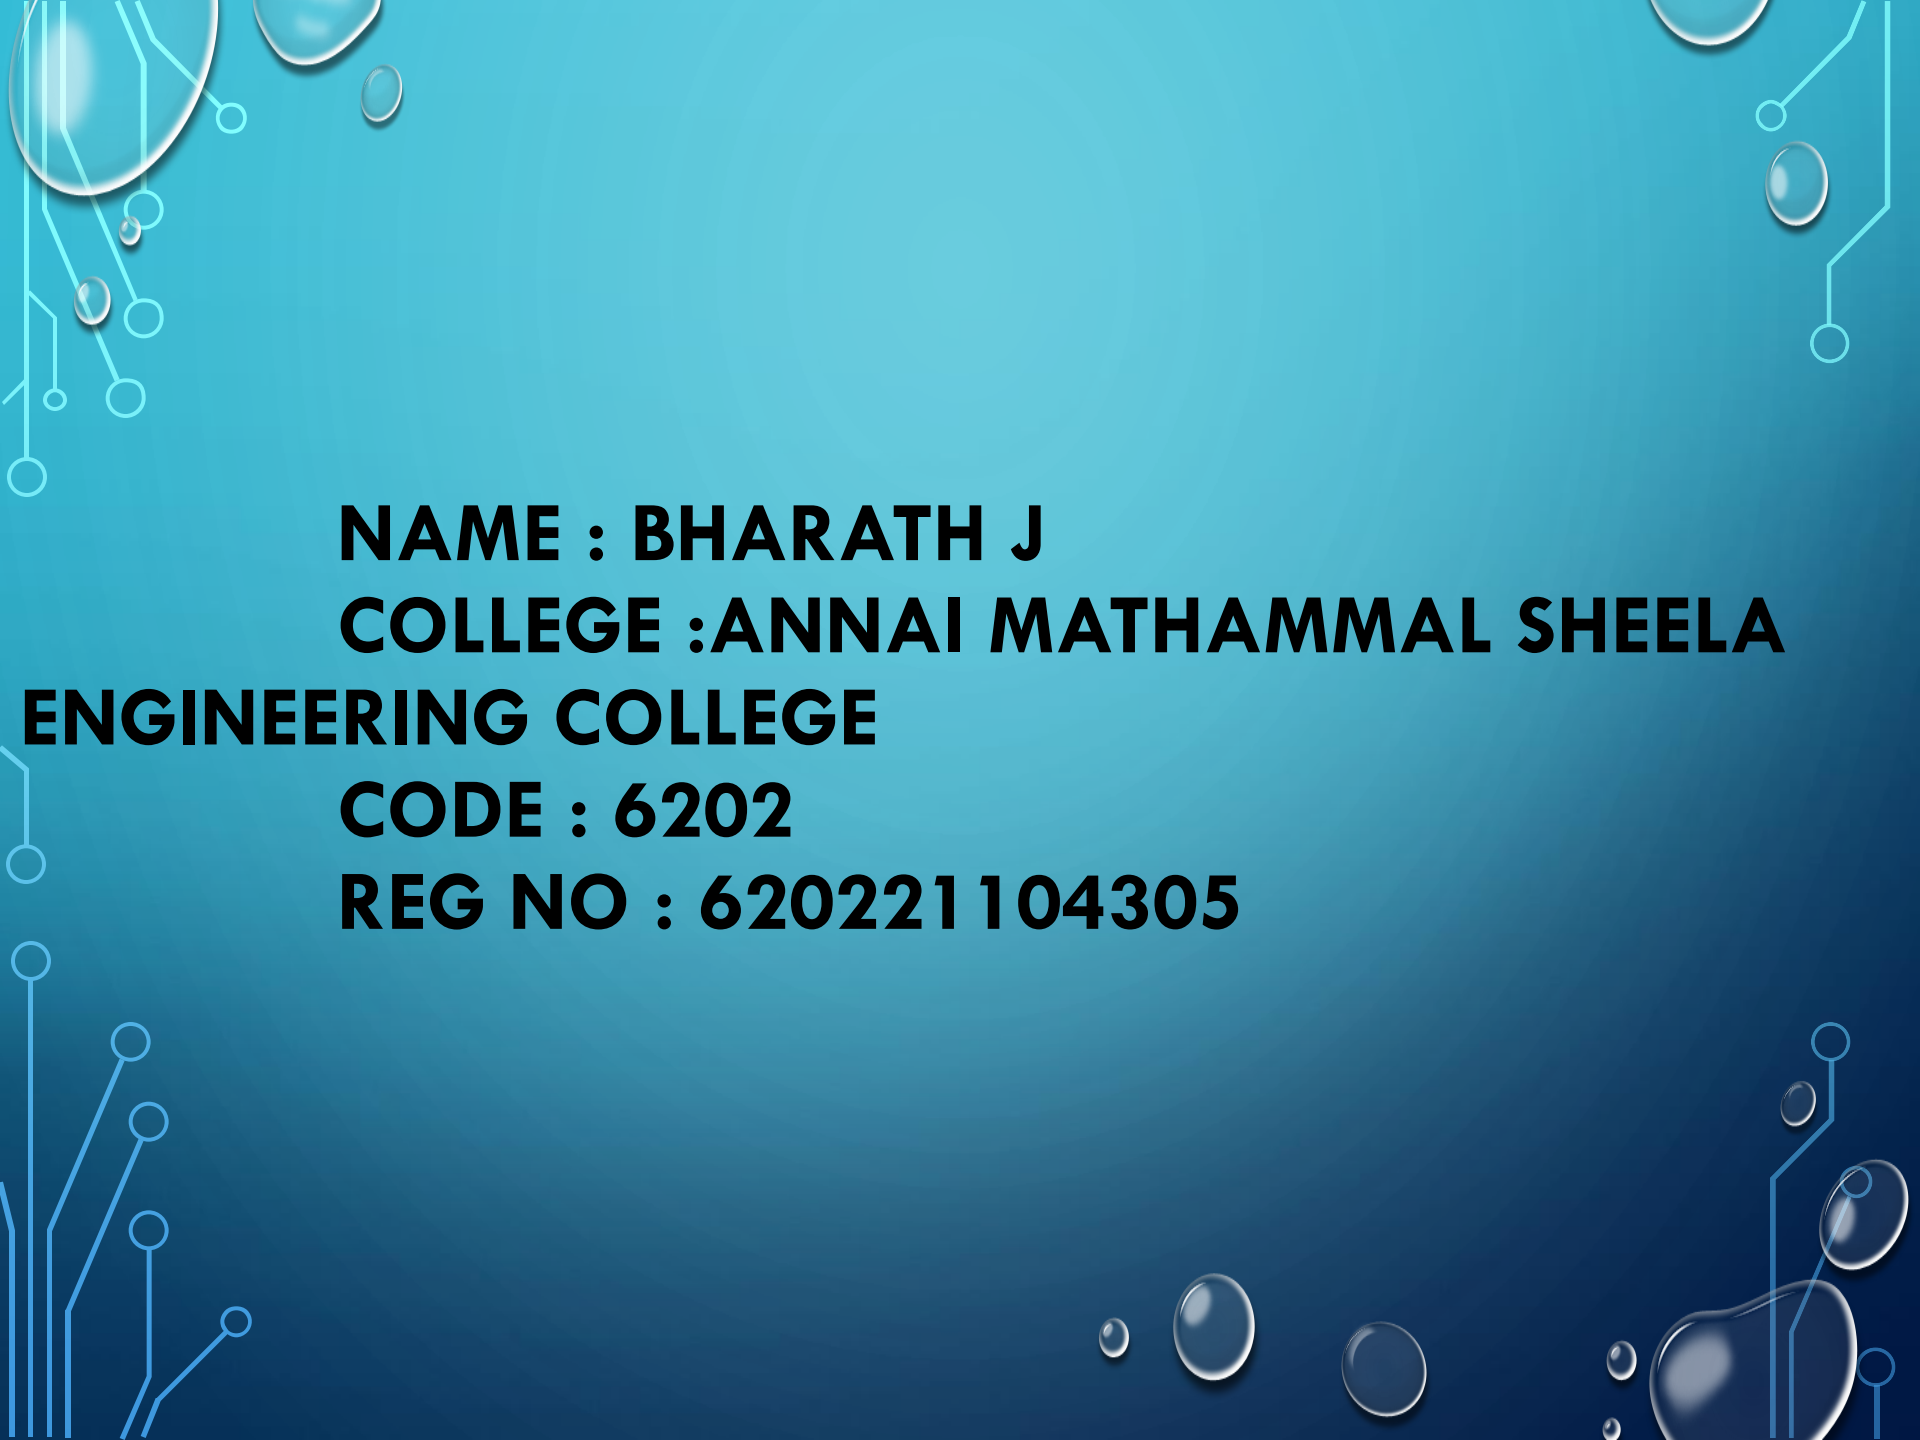 NAME : BHARATH J
COLLEGE :ANNAI MATHAMMAL SHEELA
ENGINEERING COLLEGE
CODE : 6202
REG NO : 620221104305